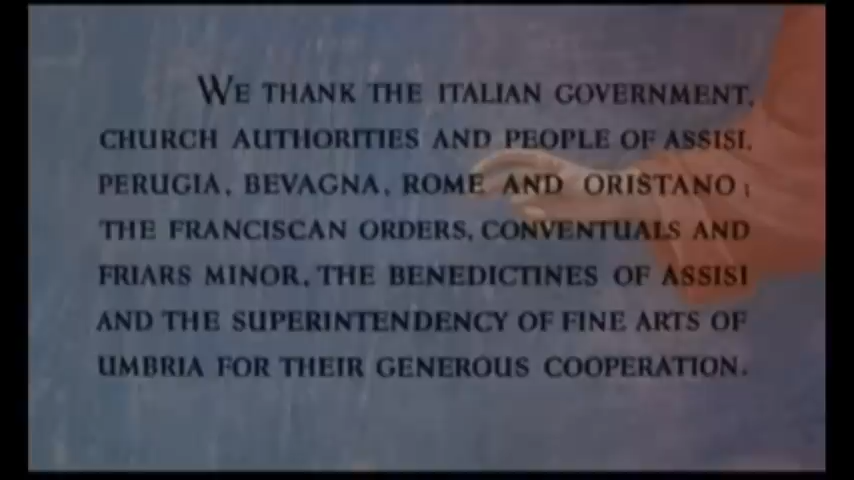 WE THANK THE ITALIAN GOVERNMENT,
CHURCH AUTHORITIES AND PEOPLE OF ASSISI,
PERUGIA, BEVAGNA, ROME AND ORISTANO;
THE FRANCISCAN ORDERS, CONVENTUALS AND
FRIARS MINOR, THE BENEDICTINES OF ASSISI
AND THE SUPERINTENDENCY OF FINE ARTS OF
UMBRIA FOR THEIR GENEROUS COOPERATION.